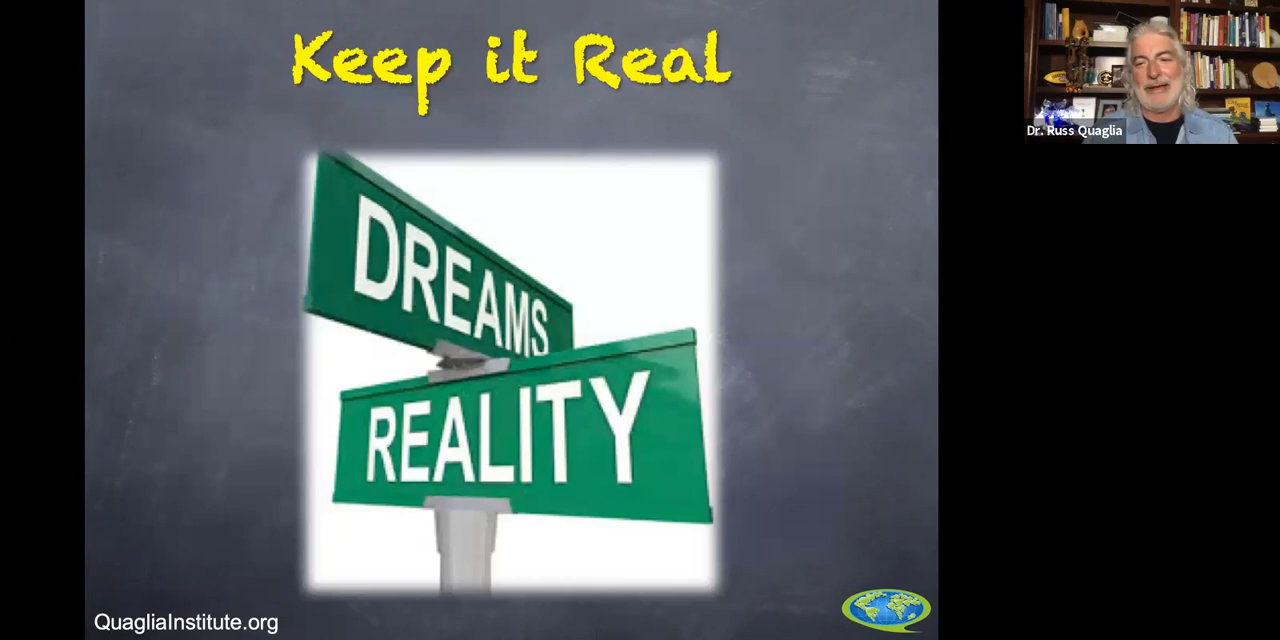 Keep it Real
Dr. Russ Quaglia
DREAMS
REALITY
QuagliaInstitute.org